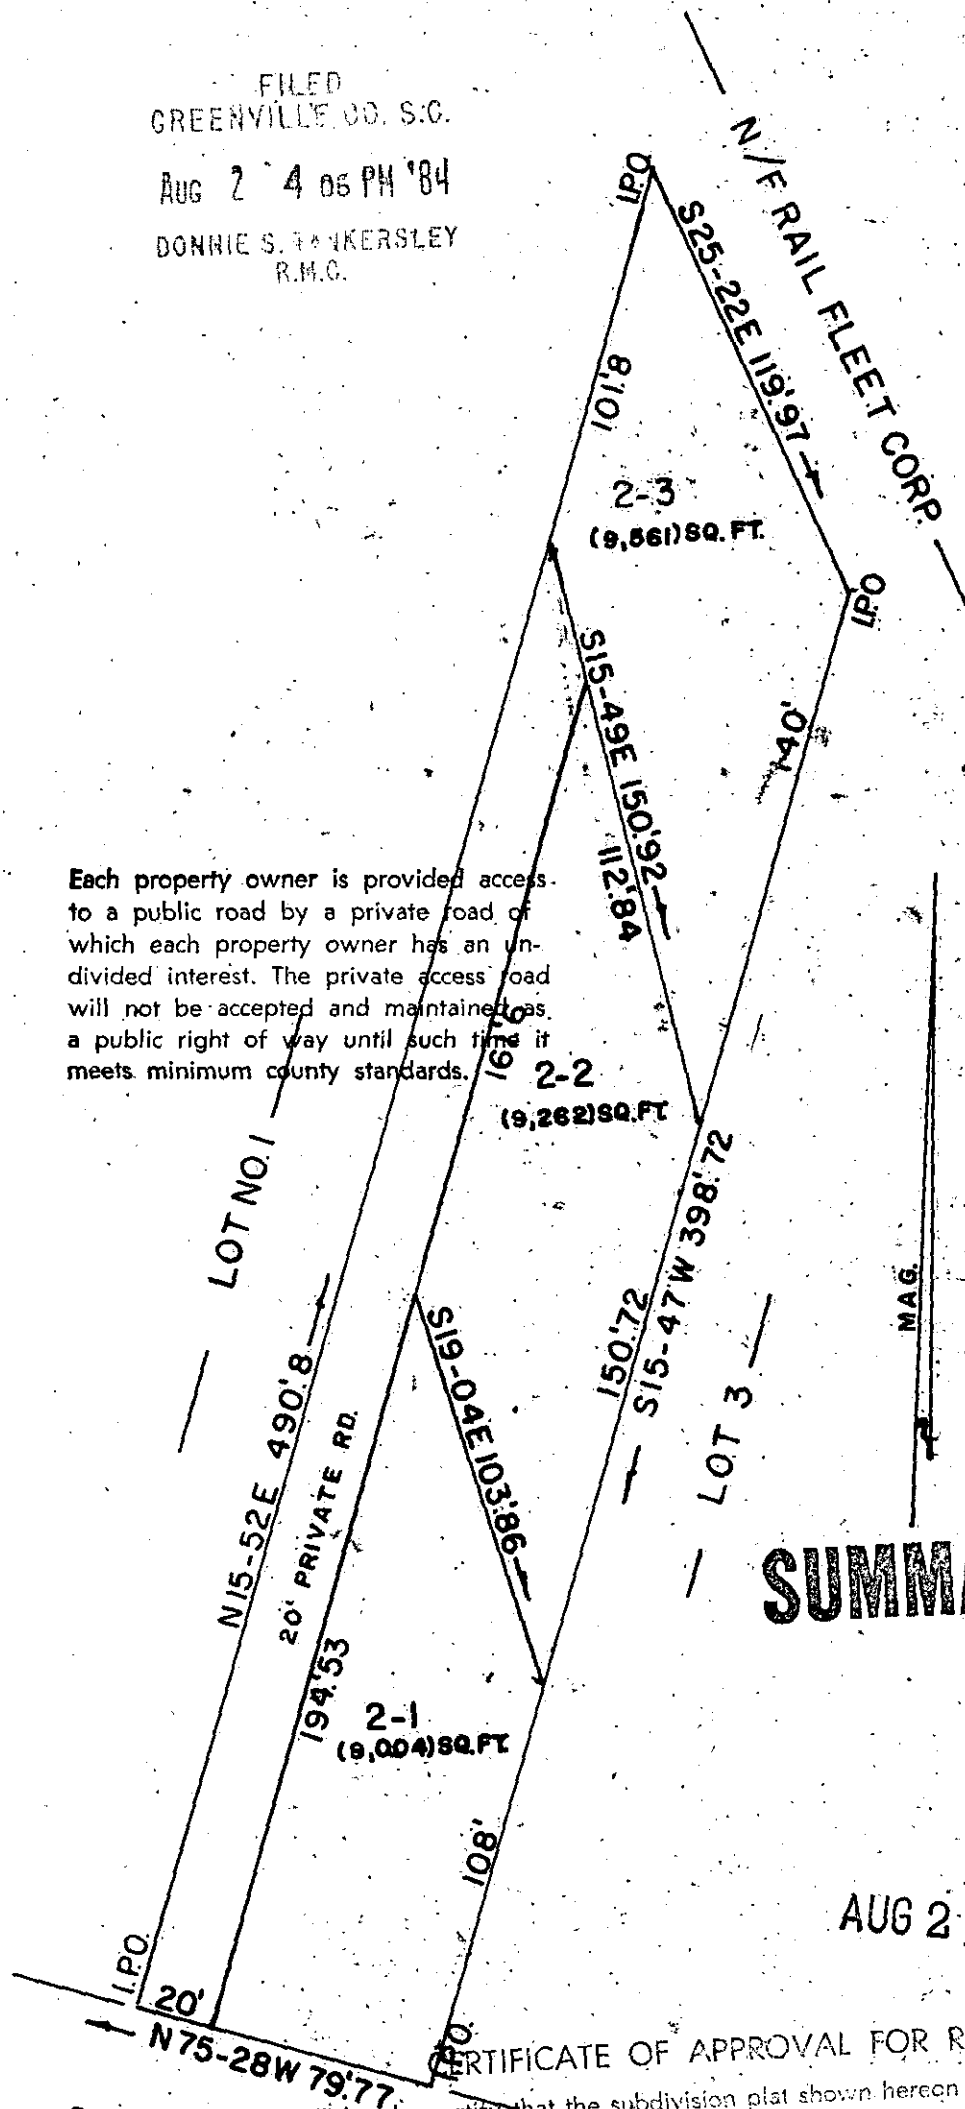 FILED
GREENVILLE CO. S.C.
AUG 2 4 06 PM '84
DONNIE S. TANKERSLEY
R.M.C.
I.P.O.
N/F RAIL FLEET CORP.
S25-22E 119.'97
101.'8
2-3
(9,561) SQ. FT.
I.P.O
S15-49E 150.'92
112.'84
140'
Each property owner is provided access
to a public road by a private road of
which each property owner has an un-
divided interest. The private access road
will not be accepted and maintained as
a public right of way until such time it
meets minimum county standards.
161.'6
2-2
(9,262) SQ. FT.
LOT NO. 1
S15-47W 398.'72
150.'72
LOT 3
MAG.
S19-04E 103.'86
N15-52E 490.'8
20' PRIVATE RD.
194.'53
2-1
(9,004) SQ. FT.
108'
AUG 2
I.P.O.
20'
N75-28W 79.'77
I.P.O.
CERTIFICATE OF APPROVAL FOR R
that the subdivision plat shown hereon